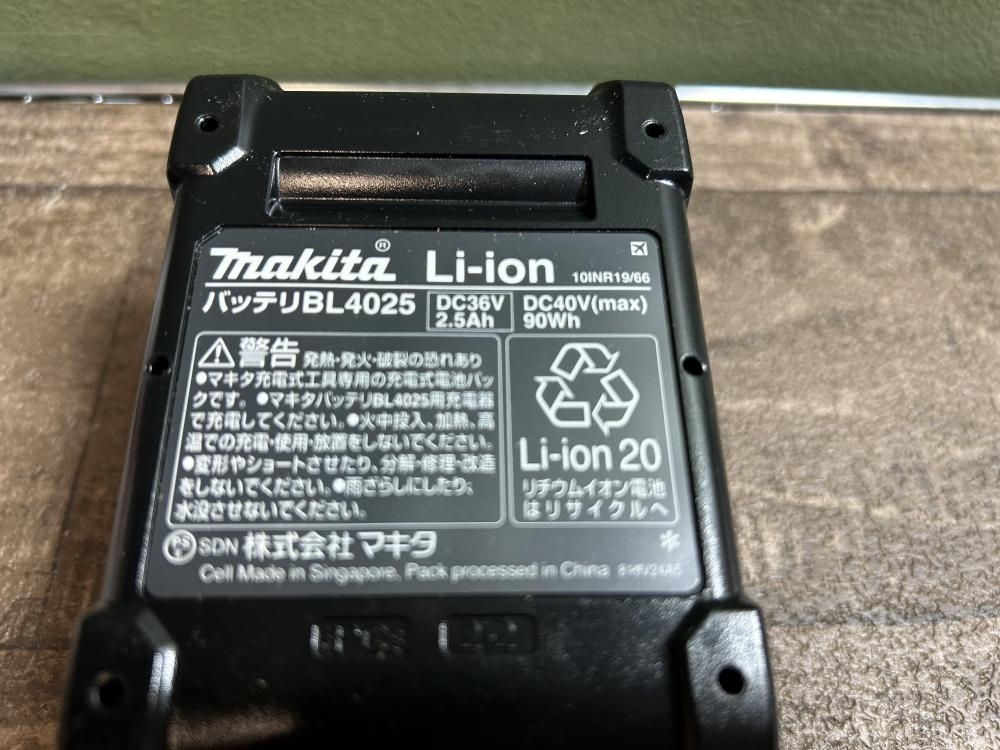 makita® Li-ion 10INR19/66
バッテリBL4025 DC36V DC40V(max)
2.5Ah 90Wh
警告 発熱・発火・破裂の恐れあり
●マキタ充電式工具専用の充電式電池パッ
クです。●マキタバッテリBL4025用充電器
で充電してください。●火中投入、加熱、高
温での充電・使用・放置をしないでください。
●変形やショートさせたり、分解・修理・改造
をしないでください。●雨ざらしにしたり、
水没させないでください。
Li-ion 20
リチウムイオン電池
はリサイクルへ
PS SDN 株式会社 マキタ *
Cell Made in Singapore, Pack processed in China